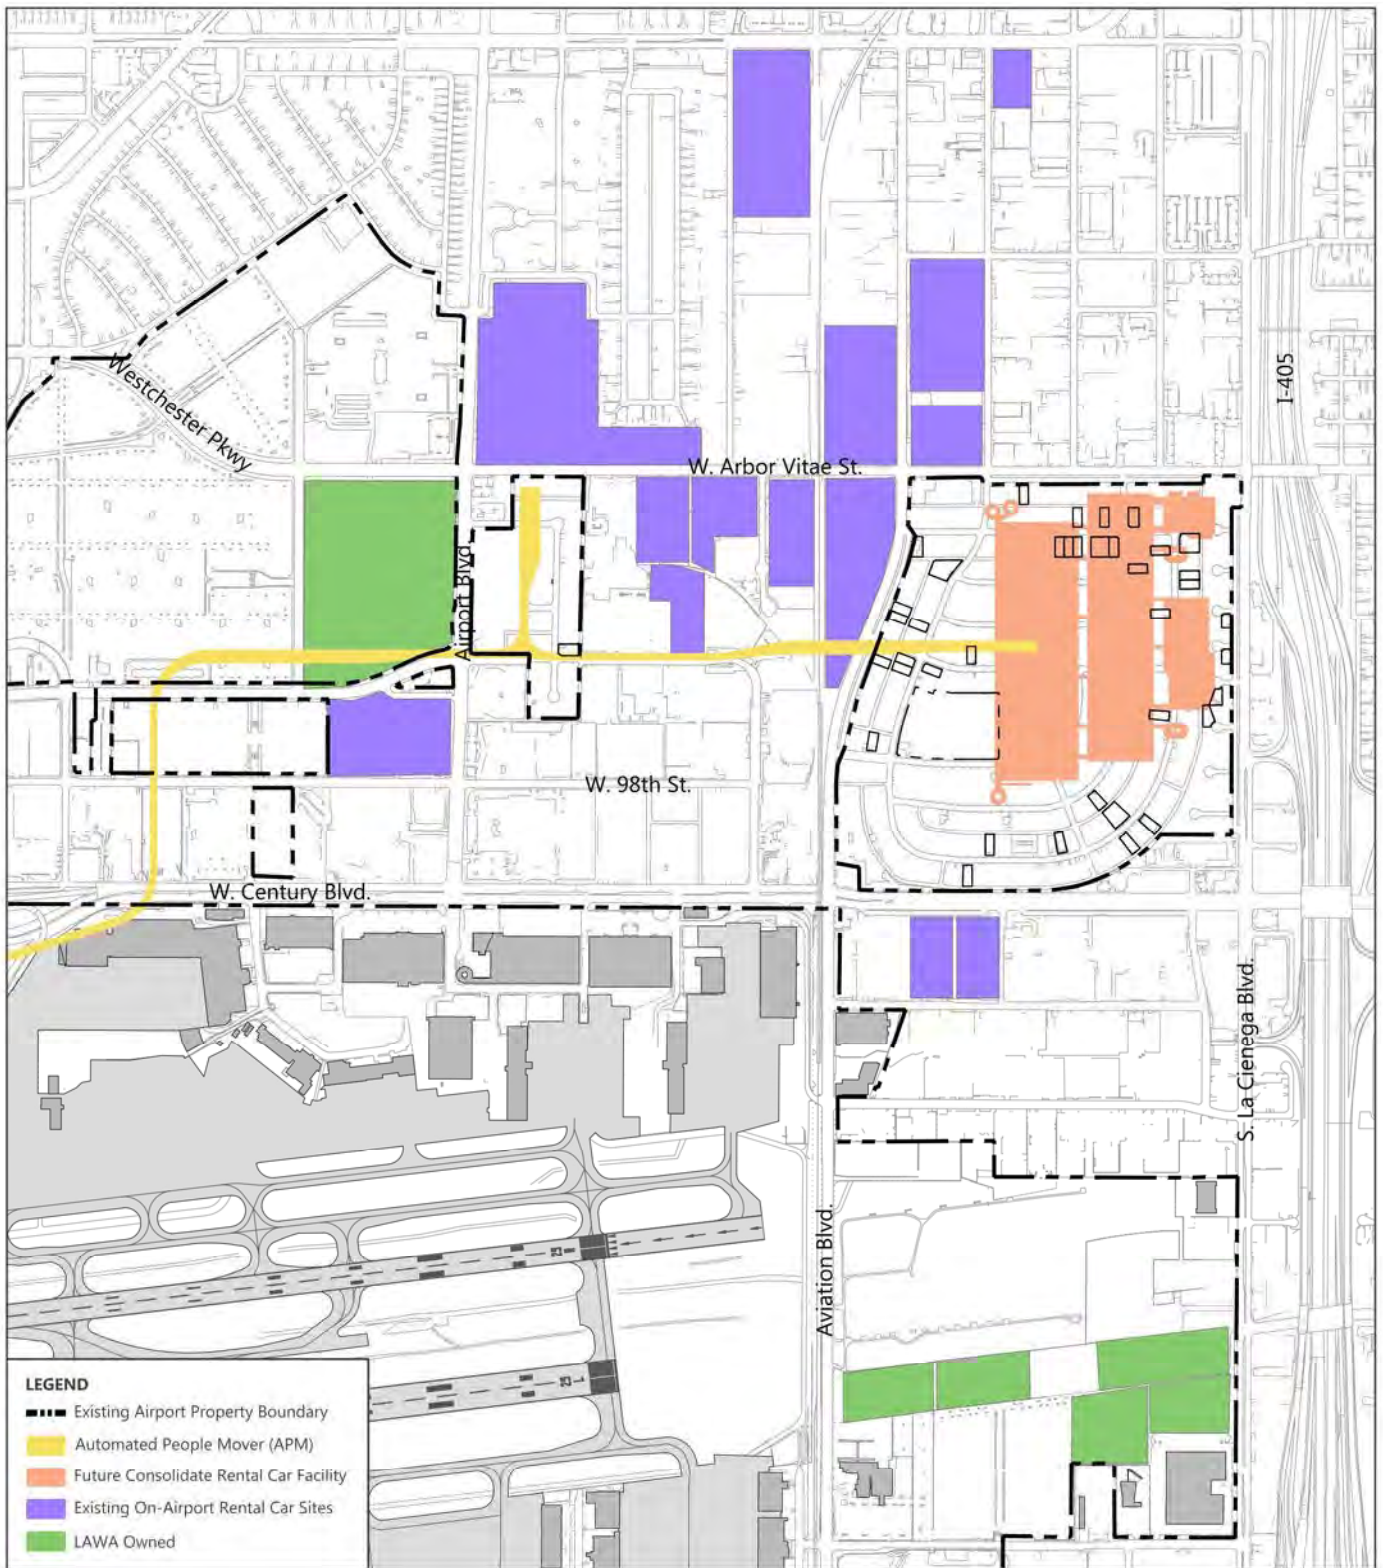 I-405
Westchester Pkwy
W. Arbor Vitae St.
Airport Blvd.
W. 98th St.
W. Century Blvd.
S. La Cienega Blvd.
Aviation Blvd.
LEGEND
Existing Airport Property Boundary
Automated People Mover (APM)
Future Consolidate Rental Car Facility
Existing On-Airport Rental Car Sites
LAWA Owned